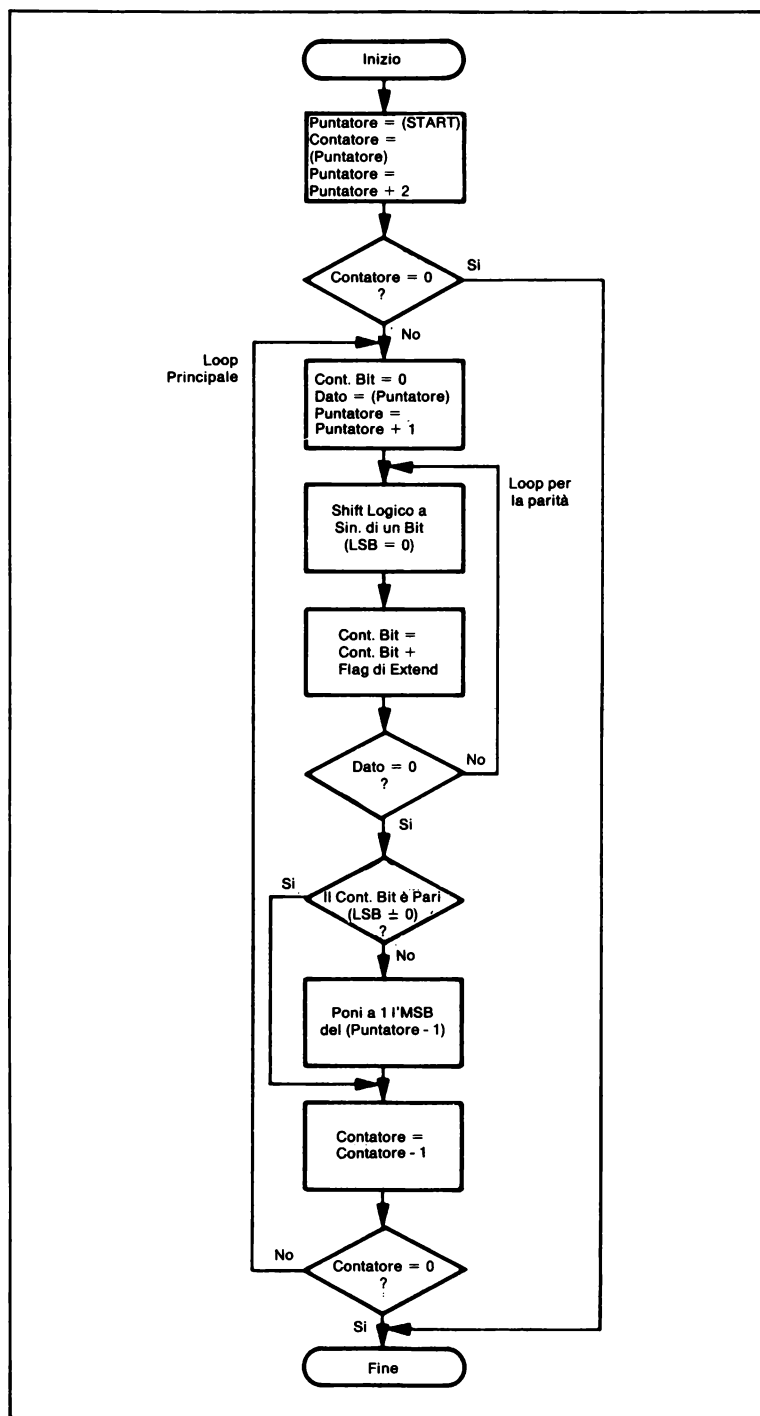 Inizio
Puntatore = (START)
Contatore =
(Puntatore)
Puntatore =
Puntatore + 2
Si
Contatore = 0
?
No
Loop
Principale
Cont. Bit = 0
Dato = (Puntatore)
Puntatore =
Puntatore + 1
Loop per
la parità
Shift Logico a
Sin. di un Bit
(LSB = 0)
Cont. Bit =
Cont. Bit +
Flag di Extend
Dato = 0
?
No
Si
Si
Il Cont. Bit è Pari
(LSB ± 0)
?
No
Poni a 1 l'MSB
del (Puntatore - 1)
Contatore =
Contatore - 1
No
Contatore = 0
?
Si
Fine